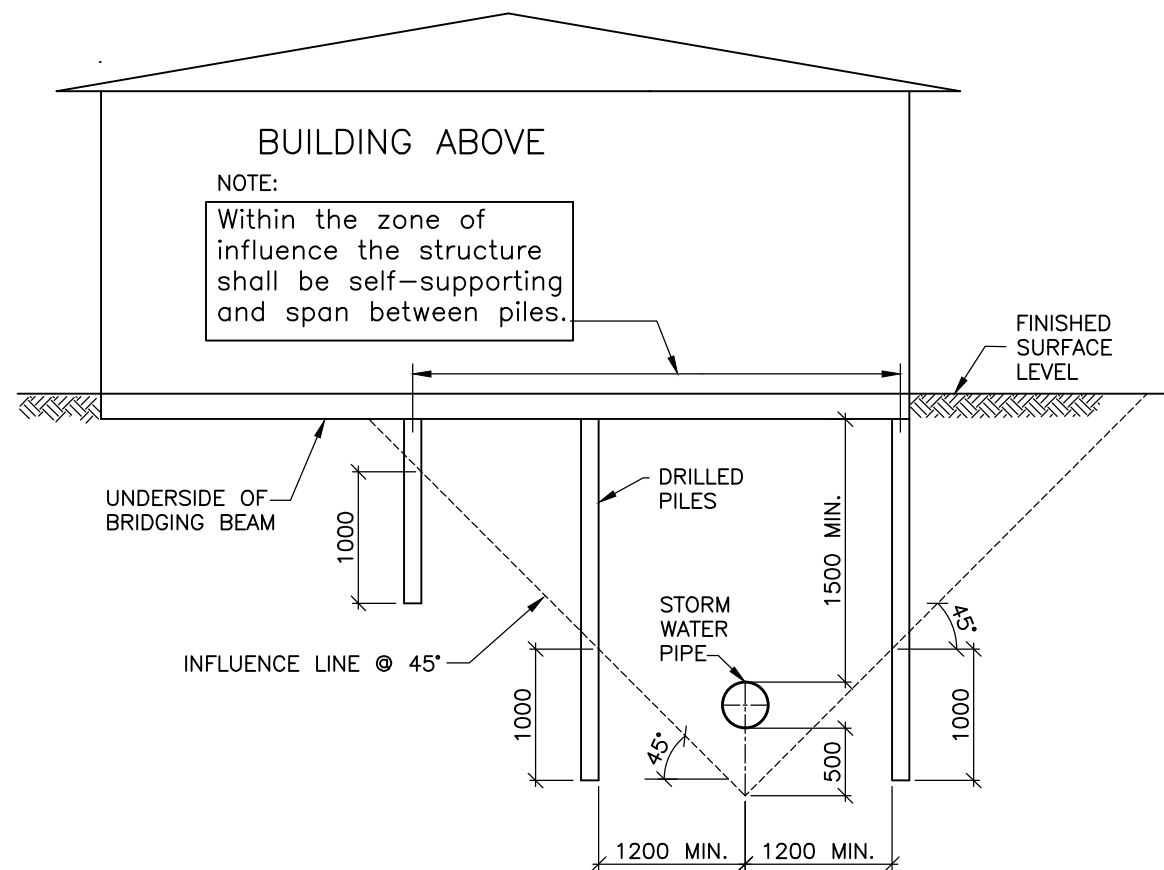 BUILDING ABOVE
NOTE:
Within the zone of
influence the structure
shall be self-supporting
and span between piles.
FINISHED
SURFACE
LEVEL
UNDERSIDE OF
BRIDGING BEAM
1000
DRILLED
PILES
1500 MIN.
STORM
WATER
PIPE
45°
INFLUENCE LINE @ 45°
1000
45°
500
1000
1200 MIN.
1200 MIN.